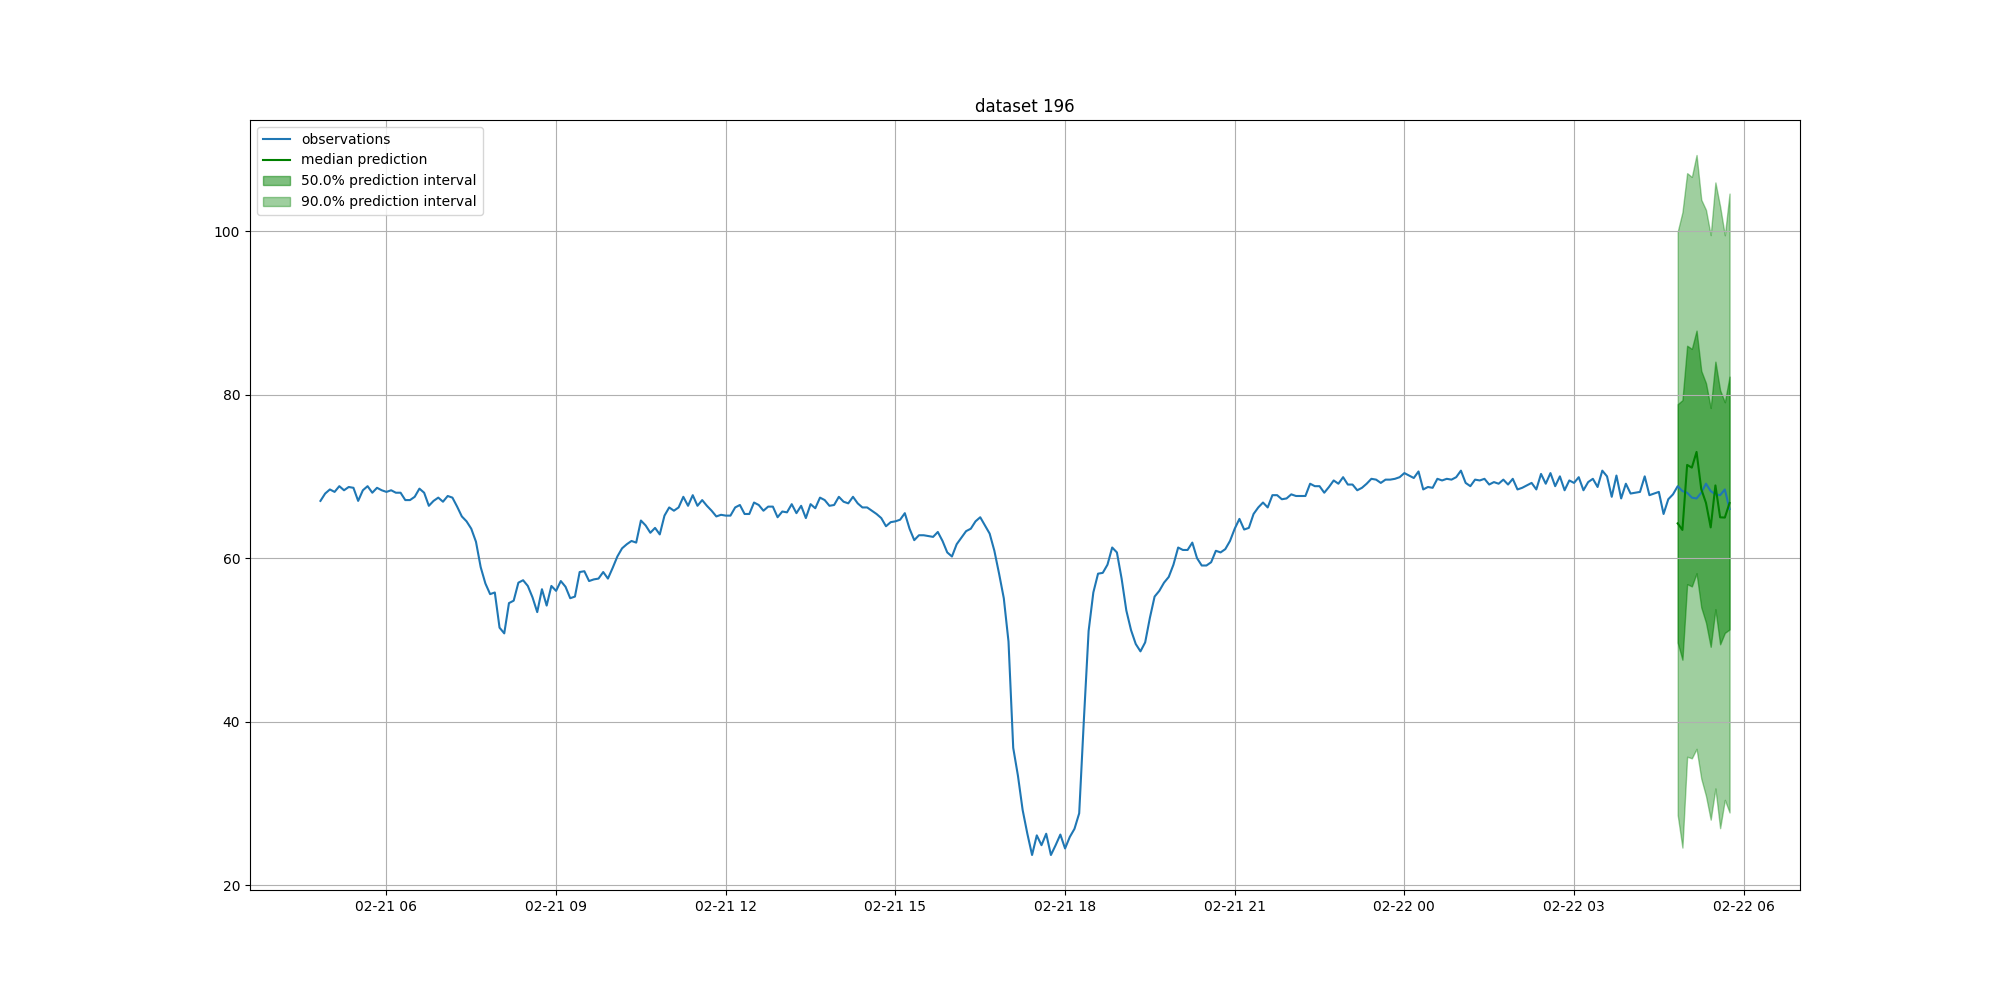 dataset 196
observations
median prediction
50.0% prediction interval
90.0% prediction interval
100
80
60
40
20
02-21 06
02-21 09
02-21 12
02-21 15
02-21 18
02-21 21
02-22 00
02-22 03
02-22 06